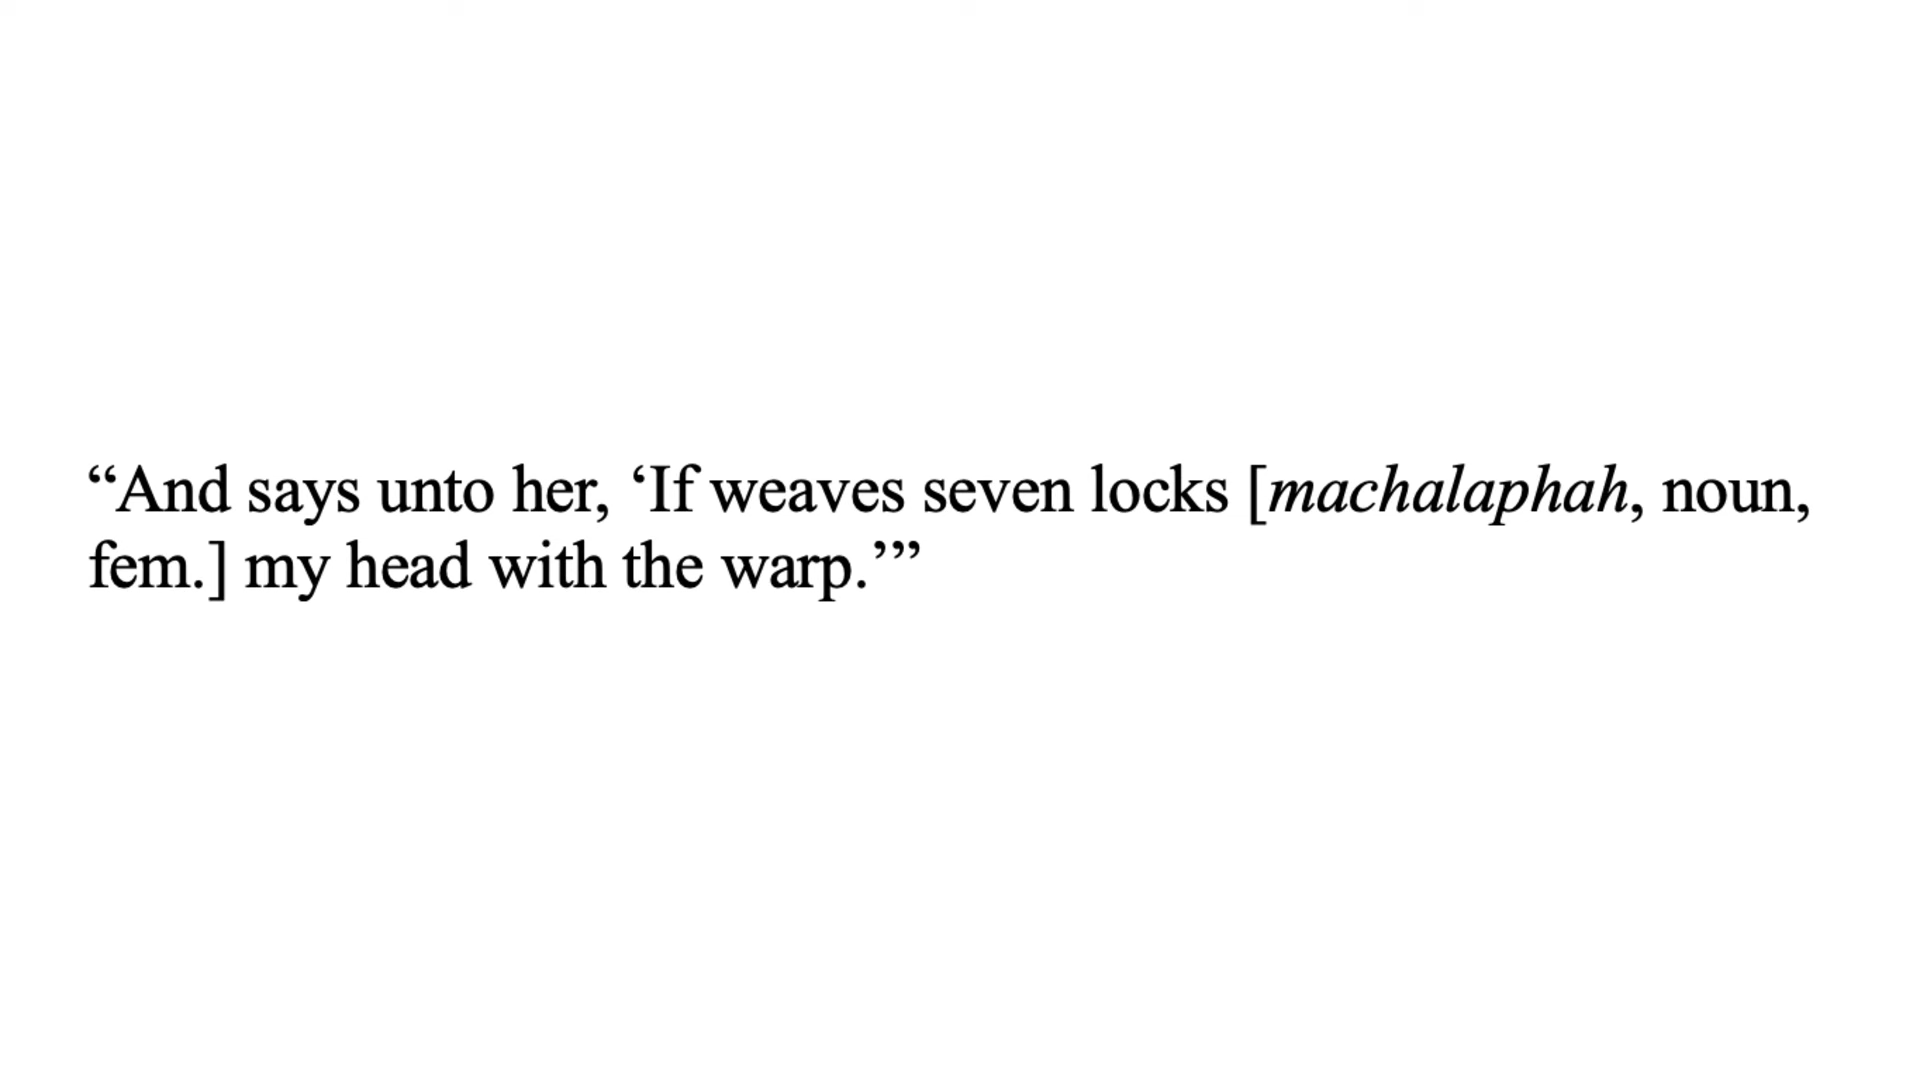 “And says unto her, ‘If weaves seven locks [machalaphah, noun,
fem.] my head with the warp.’”